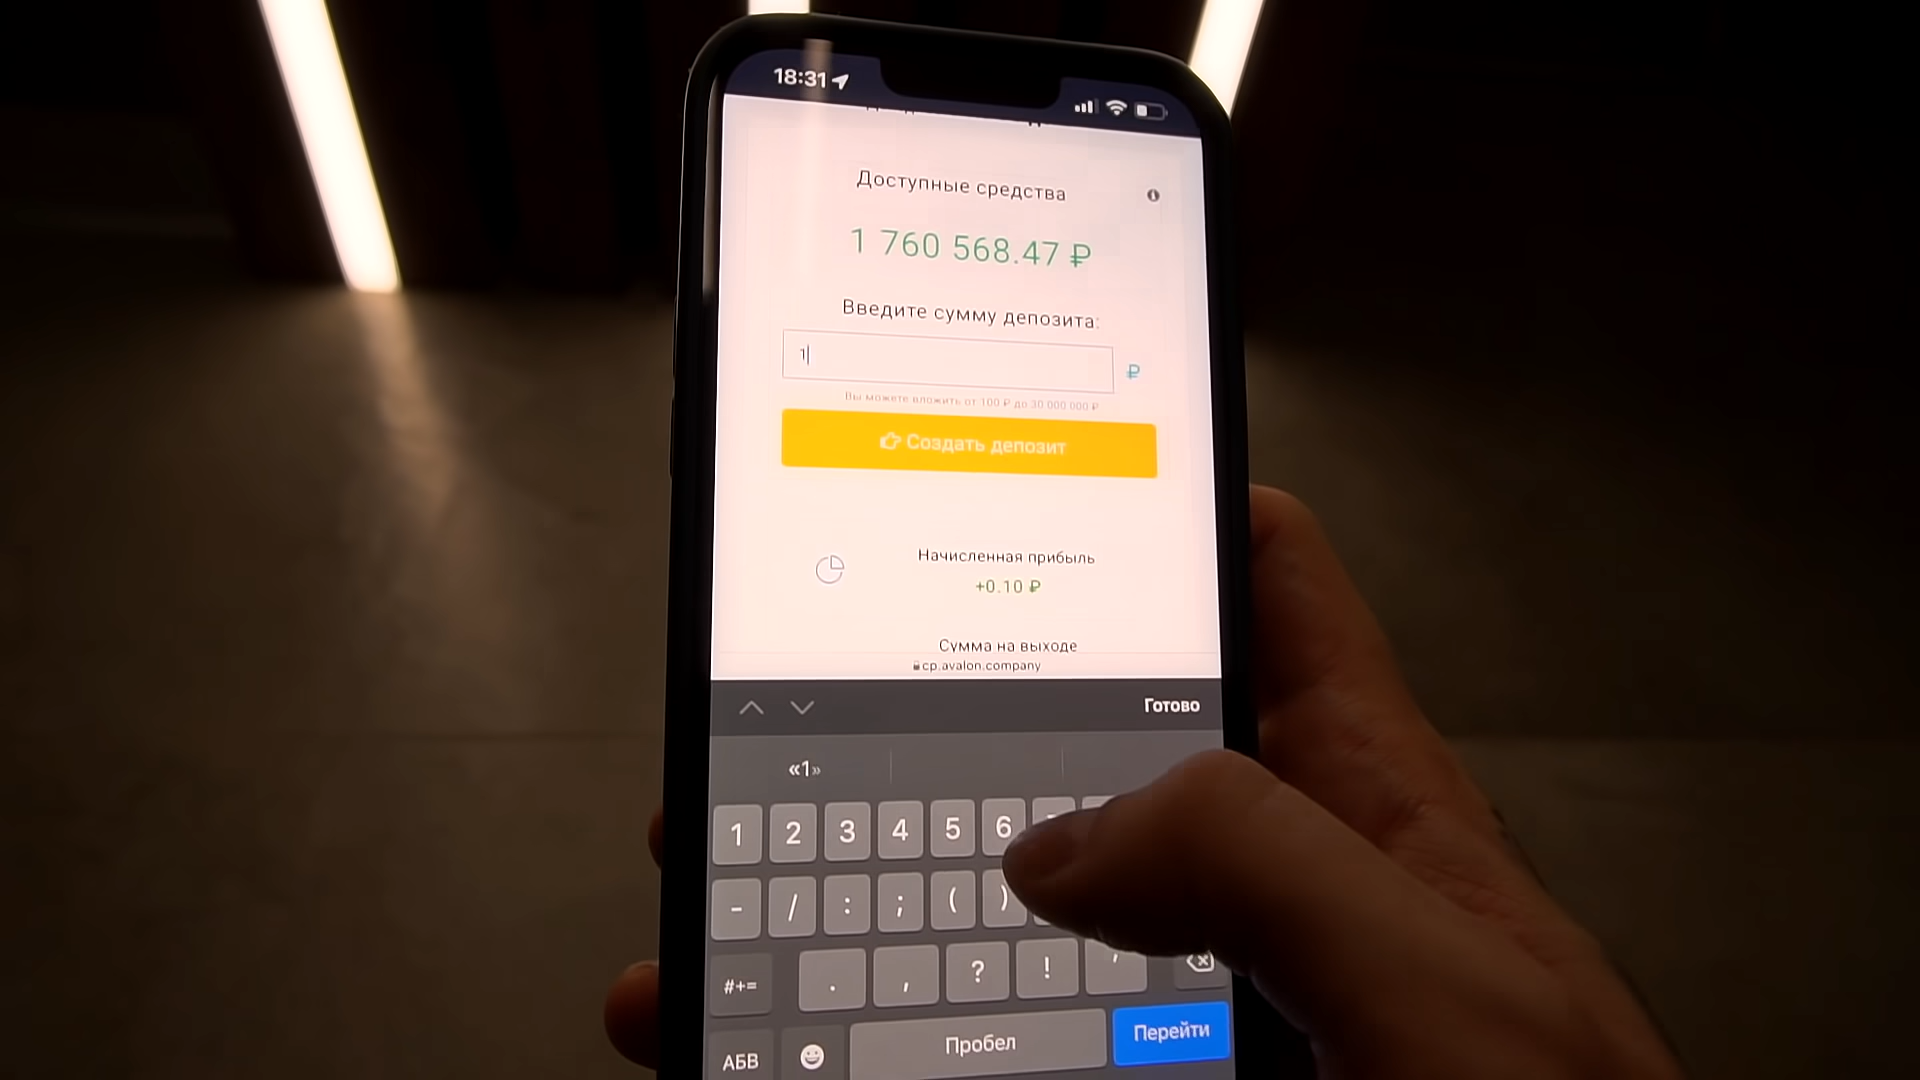 18:31
Доступные средства
1 760 568.47 ₽
Введите сумму депозита:
1
₽
Вы можете вложить от 100 ₽ до 30 000 000 ₽
Создать депозит
Начисленная прибыль
+0.10 ₽
Сумма на выходе
cp.avalon.company
Готово
«1»
1 2 3 4 5 6
- / : ; ( )
#+= . , ? ! '
АБВ Пробел Перейти